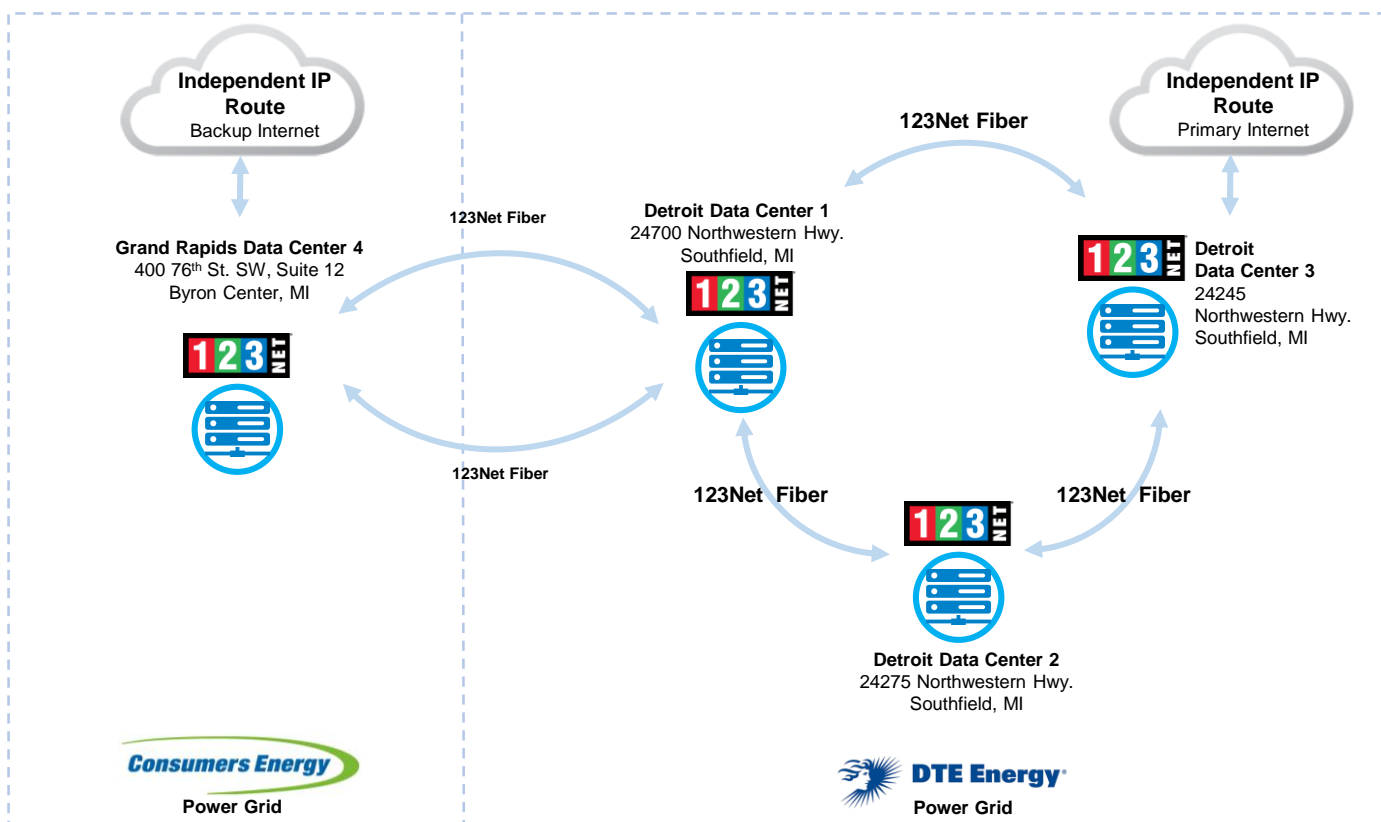 Independent IP
Route
Backup Internet
Independent IP
Route
Primary Internet
123Net Fiber
123Net Fiber
Detroit Data Center 1
24700 Northwestern Hwy.
Southfield, MI
123NET
Grand Rapids Data Center 4
400 76th St. SW, Suite 12
Byron Center, MI
123NET
123NET
Detroit
Data Center 3
24245
Northwestern Hwy.
Southfield, MI
123Net Fiber
123Net Fiber
123Net Fiber
123NET
Detroit Data Center 2
24275 Northwestern Hwy.
Southfield, MI
Consumers Energy
Power Grid
DTE Energy®
Power Grid